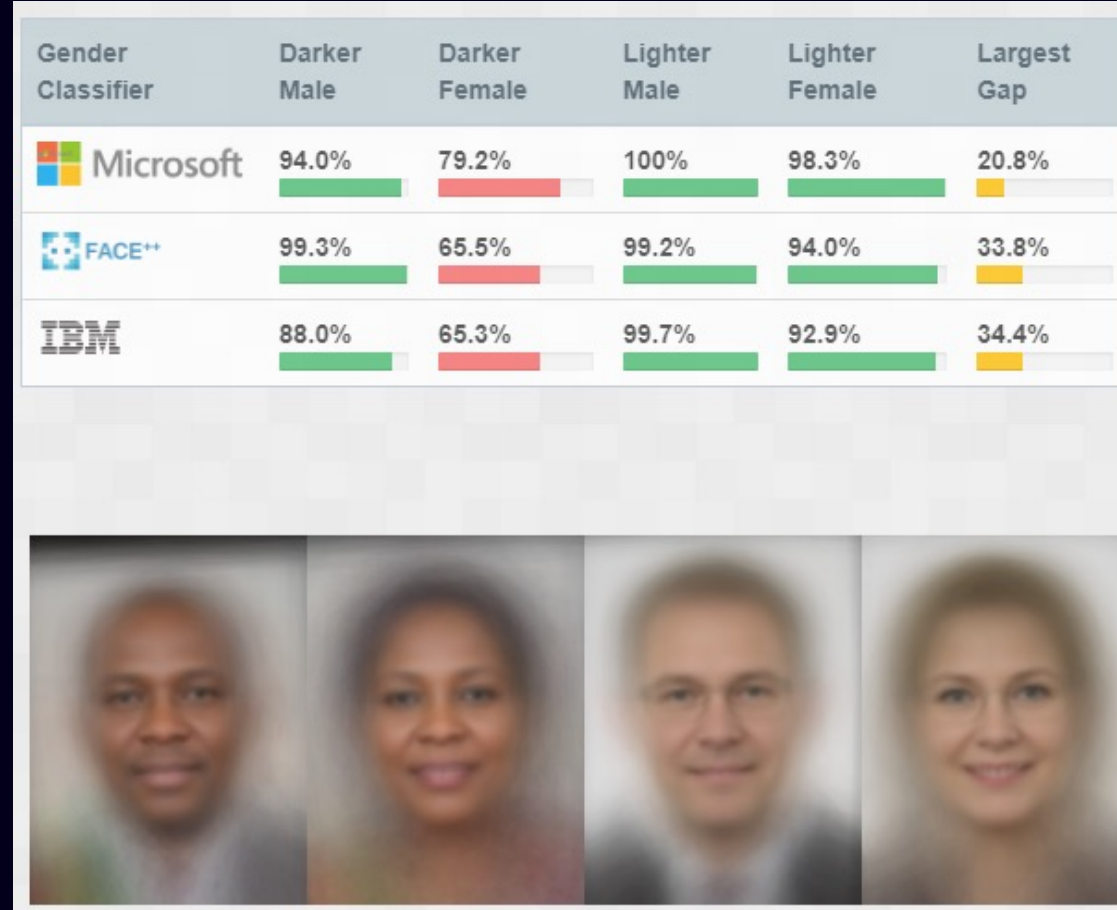 Gender Classifier Darker Male Darker Female Lighter Male Lighter Female Largest Gap
Microsoft 94.0% 79.2% 100% 98.3% 20.8%
FACE++ 99.3% 65.5% 99.2% 94.0% 33.8%
IBM 88.0% 65.3% 99.7% 92.9% 34.4%